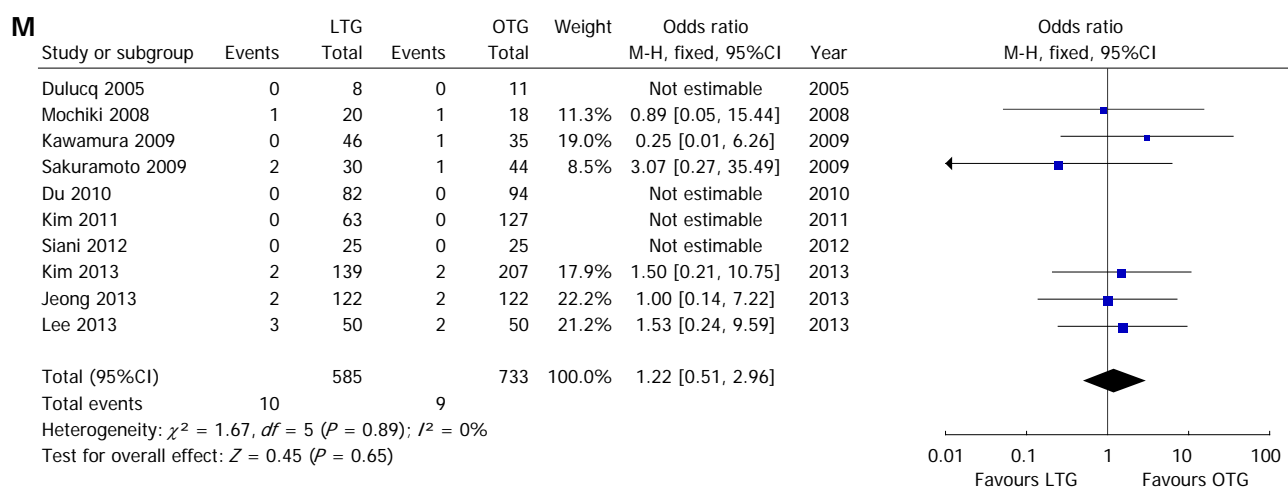 M
LTG OTG Weight Odds ratio Odds ratio
Study or subgroup Events Total Events Total M-H, fixed, 95%CI Year M-H, fixed, 95%CI
Dulucq 2005 0 8 0 11 Not estimable 2005
Mochiki 2008 1 20 1 18 11.3% 0.89 [0.05, 15.44] 2008
Kawamura 2009 0 46 1 35 19.0% 0.25 [0.01, 6.26] 2009
Sakuramoto 2009 2 30 1 44 8.5% 3.07 [0.27, 35.49] 2009
Du 2010 0 82 0 94 Not estimable 2010
Kim 2011 0 63 0 127 Not estimable 2011
Siani 2012 0 25 0 25 Not estimable 2012
Kim 2013 2 139 2 207 17.9% 1.50 [0.21, 10.75] 2013
Jeong 2013 2 122 2 122 22.2% 1.00 [0.14, 7.22] 2013
Lee 2013 3 50 2 50 21.2% 1.53 [0.24, 9.59] 2013
Total (95%CI) 585 733 100.0% 1.22 [0.51, 2.96]
Total events 10 9
Heterogeneity: χ² = 1.67, df = 5 (P = 0.89); I² = 0%
Test for overall effect: Z = 0.45 (P = 0.65)
0.01 0.1 1 10 100
Favours LTG Favours OTG